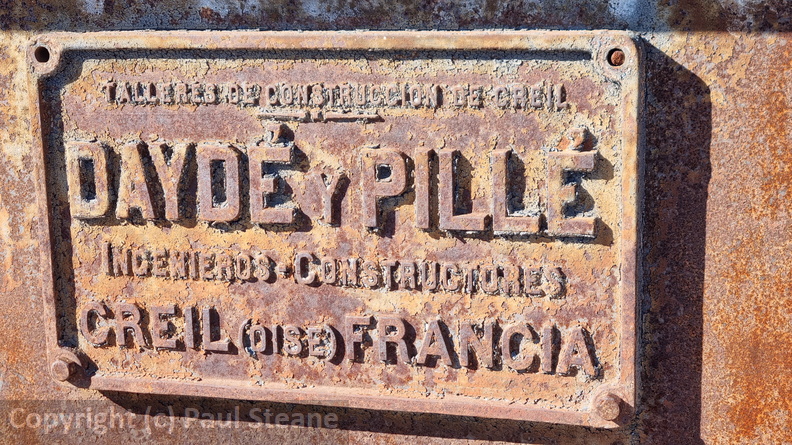 TALLERES DE CONSTRUCCION DE CREIL
DAYDÉ Y PILLÉ
INGENIEROS-CONSTRUCTORES
CREIL (OISE) FRANCIA
Copyright (c) Paul Steane